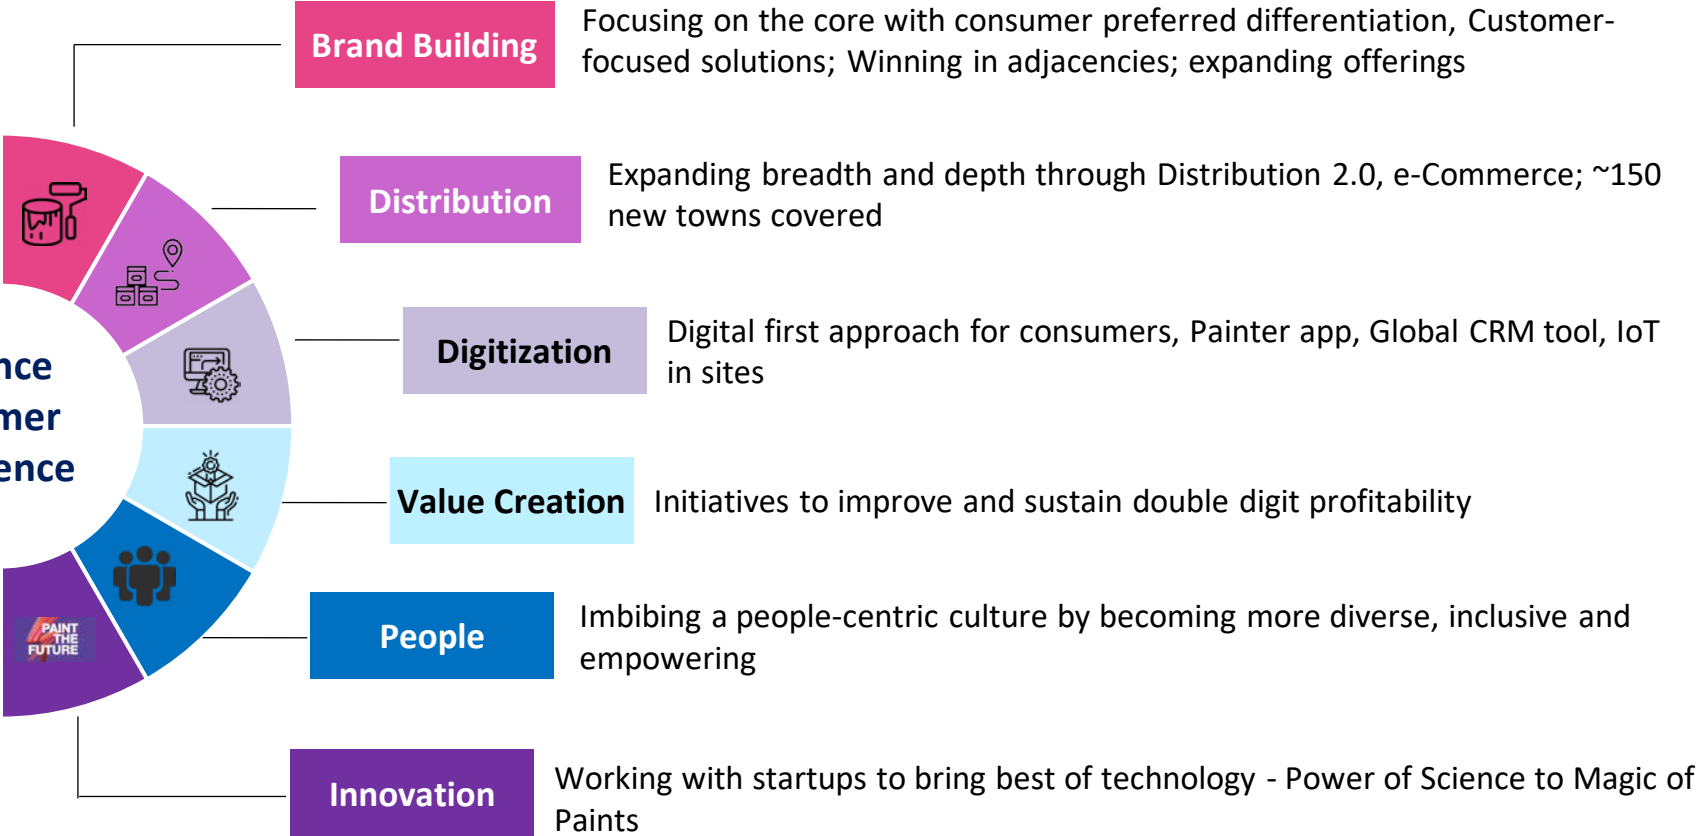 Brand Building
Focusing on the core with consumer preferred differentiation, Customer-
focused solutions; Winning in adjacencies; expanding offerings
Distribution
Expanding breadth and depth through Distribution 2.0, e-Commerce; ~150
new towns covered
Digitization
Digital first approach for consumers, Painter app, Global CRM tool, IoT
in sites
nce
mer
ence
Value Creation
Initiatives to improve and sustain double digit profitability
People
Imbibing a people-centric culture by becoming more diverse, inclusive and
empowering
PAINT
THE
FUTURE
Innovation
Working with startups to bring best of technology - Power of Science to Magic of
Paints